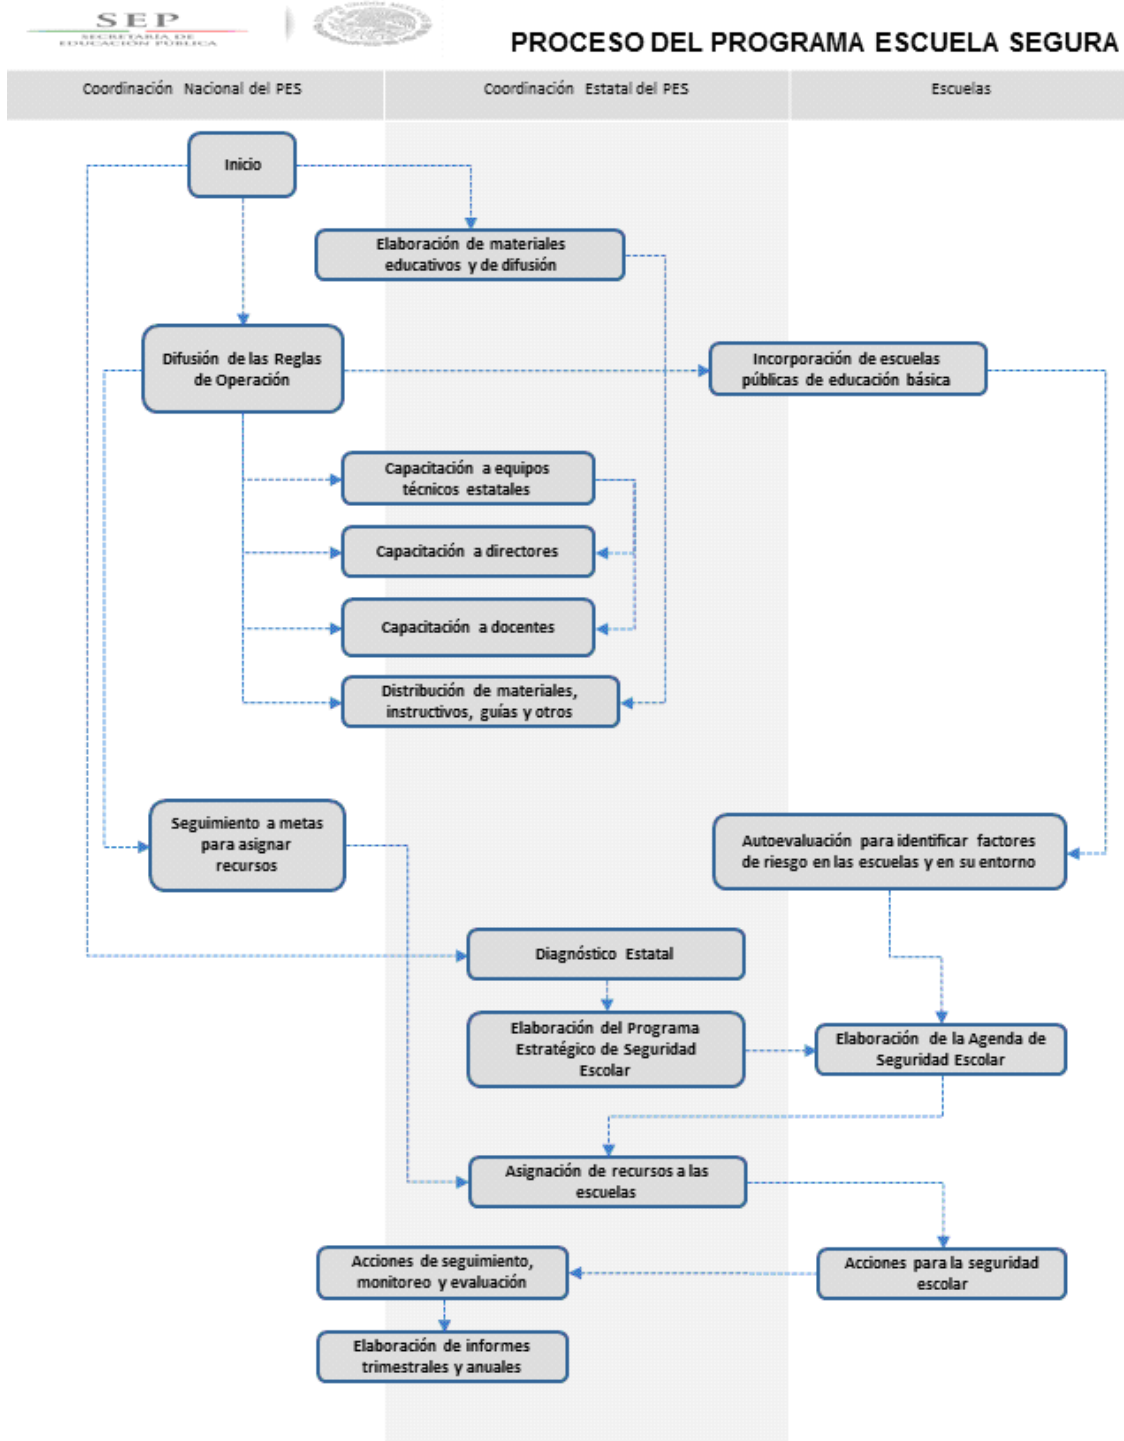 SEP
SECRETARÍA DE
EDUCACIÓN PÚBLICA
PROCESO DEL PROGRAMA ESCUELA SEGURA
Coordinación Nacional del PES
Coordinación Estatal del PES
Escuelas
Inicio
Elaboración de materiales
educativos y de difusión
Difusión de las Reglas
de Operación
Incorporación de escuelas
públicas de educación básica
Capacitación a equipos
técnicos estatales
Capacitación a directores
Capacitación a docentes
Distribución de materiales,
instructivos, guías y otros
Seguimiento a metas
para asignar
recursos
Autoevaluación para identificar factores
de riesgo en las escuelas y en su entorno
Diagnóstico Estatal
Elaboración del Programa
Estratégico de Seguridad
Escolar
Elaboración de la Agenda de
Seguridad Escolar
Asignación de recursos a las
escuelas
Acciones de seguimiento,
monitoreo y evaluación
Acciones para la seguridad
escolar
Elaboración de informes
trimestrales y anuales